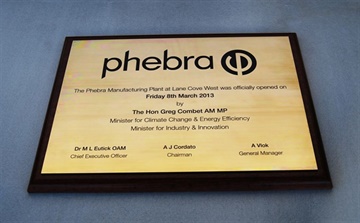 phebra
The Phebra Manufacturing Plant at Lane Cove West was officially opened on
Friday 8th March 2013
by
The Hon Greg Combet AM MP
Minister for Climate Change & Energy Efficiency
Minister for Industry & Innovation
Dr M L Eutick OAM A J Cordato A Vlok
Chief Executive Officer Chairman General Manager